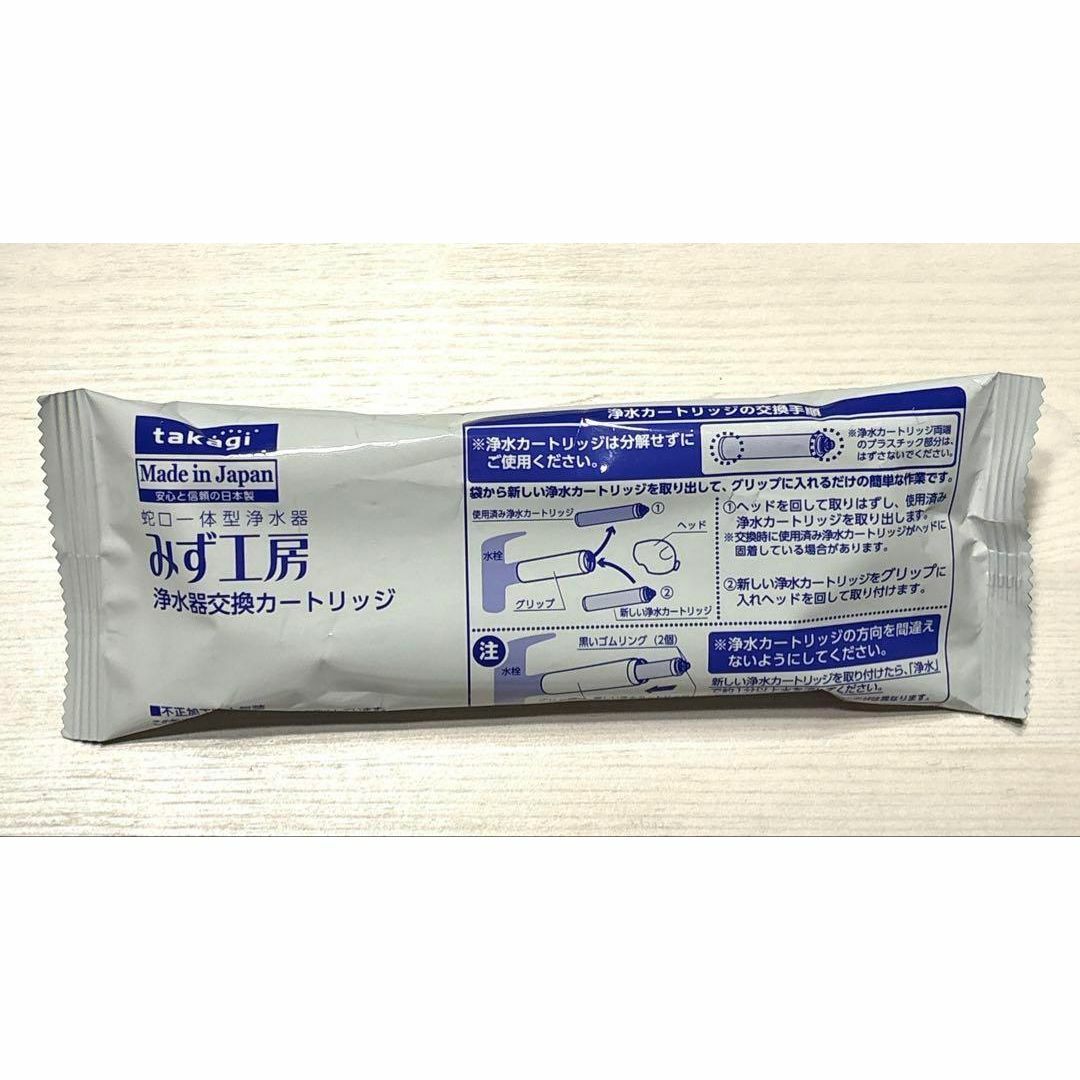 takagi
Made in Japan
安心と信頼の日本製
蛇口一体型浄水器
みず工房
浄水器交換カートリッジ
浄水カートリッジの交換手順
※浄水カートリッジは分解せずに
ご使用ください。
※浄水カートリッジ両端
のプラスチック部分は、
はずさないでください。
袋から新しい浄水カートリッジを取り出して、グリップに入れるだけの簡単な作業です。
使用済み浄水カートリッジ
①
ヘッド
水栓
グリップ
②
新しい浄水カートリッジ
①ヘッドを回して取りはずし、使用済み
浄水カートリッジを取り出します。
※交換時に使用済み浄水カートリッジがヘッドに
固着している場合があります。
②新しい浄水カートリッジをグリップに
入れヘッドを回して取り付けます。
注
黒いゴムリング(2個)
水栓
※浄水カートリッジの方向を間違え
ないようにしてください。
新しい浄水カートリッジを取り付けたら、「浄水」
ください。
異なります。
■不正加工